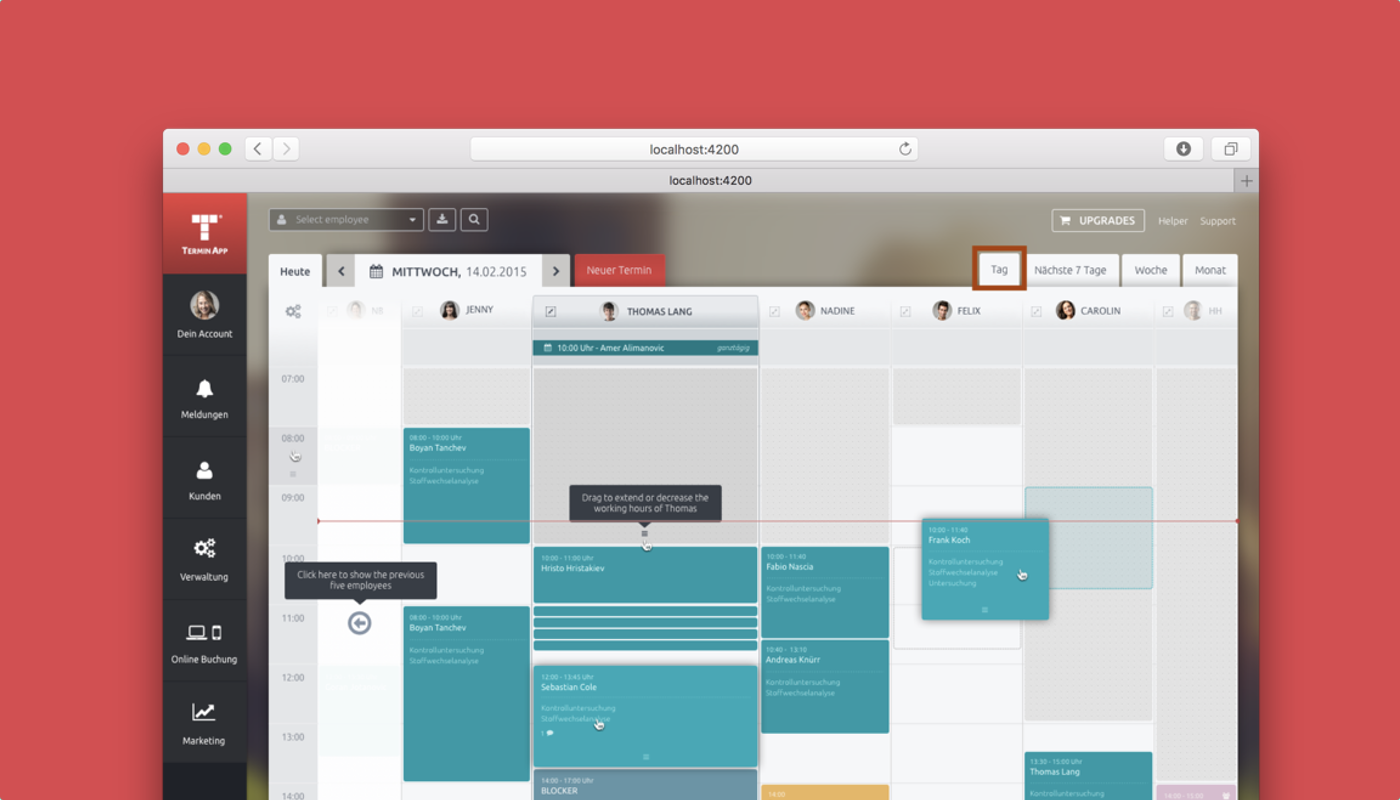 localhost:4200
localhost:4200
TERMINAPP
Select employee
UPGRADES
Helper
Support
Heute
MITTWOCH, 14.02.2015
Neuer Termin
Tag
Nächste 7 Tage
Woche
Monat
Dein Account
Meldungen
Kunden
Verwaltung
Online Buchung
Marketing
JENNY
THOMAS LANG
NADINE
FELIX
CAROLIN
HH
10:00 Uhr - Amer Alimanovic
ganztägig
07:00
08:00
09:00
10:00
11:00
12:00
13:00
14:00
08:00 - 10:00 Uhr
Boyan Tanchev
Kontrolluntersuchung
Stoffwechselanalyse
Click here to show the previous
five employees
08:00 - 10:00 Uhr
Boyan Tanchev
Kontrolluntersuchung
Stoffwechselanalyse
Drag to extend or decrease the
working hours of Thomas
10:00 - 11:00 Uhr
Hristo Hristakiev
12:00 - 13:45 Uhr
Sebastian Cole
Kontrolluntersuchung
Stoffwechselanalyse
1
14:00 - 17:00 Uhr
BLOCKER
10:00 - 11:40
Fabio Nascia
Kontrolluntersuchung
Stoffwechselanalyse
10:40 - 13:10
Andreas Knürr
Kontrolluntersuchung
Stoffwechselanalyse
14:00
10:00 - 11:40
Frank Koch
Kontrolluntersuchung
Stoffwechselanalyse
Untersuchung
13:30 - 15:00 Uhr
Thomas Lang
Kontrolluntersuchung
14:00 - 15:00